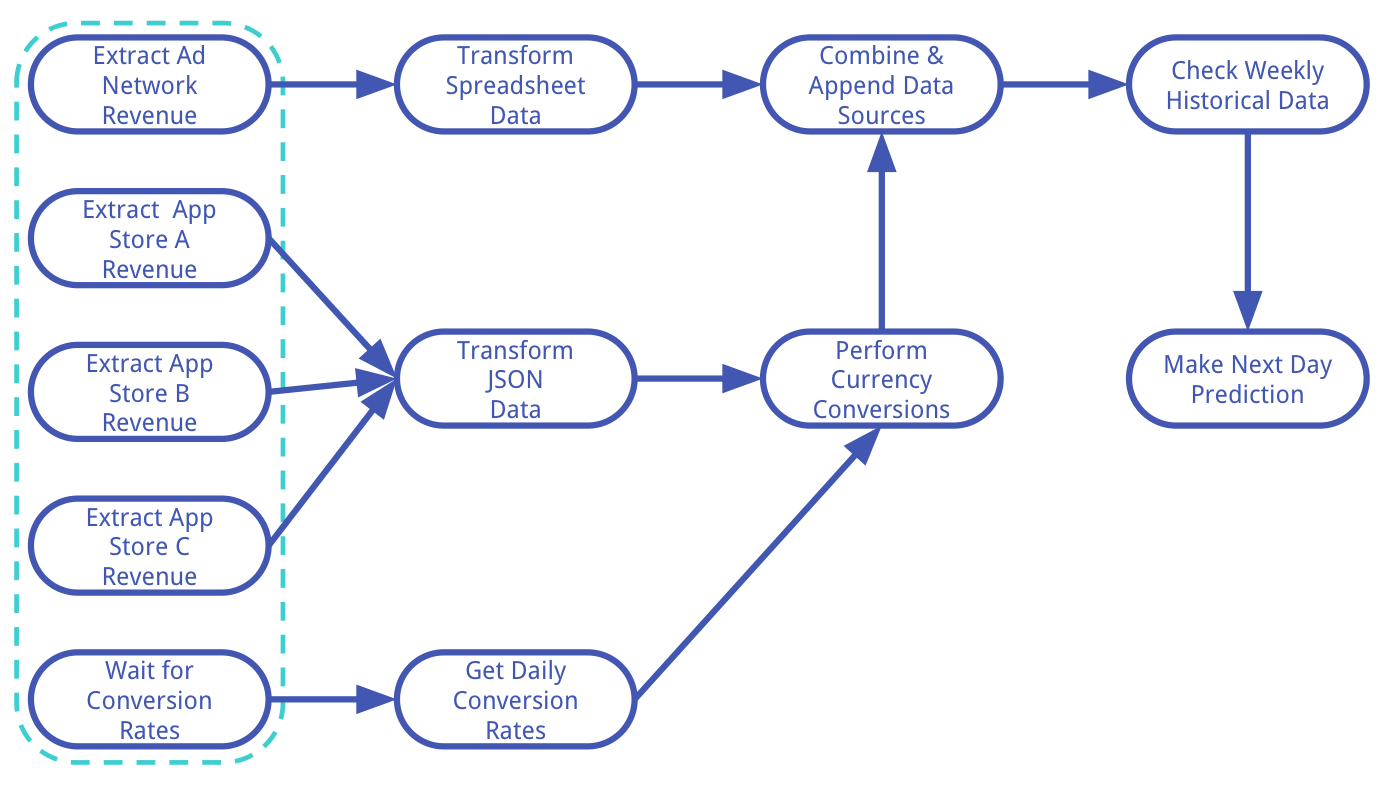 Extract Ad
Network
Revenue
Transform
Spreadsheet
Data
Combine &
Append Data
Sources
Check Weekly
Historical Data
Extract  App
Store A
Revenue
Extract App
Store B
Revenue
Transform
JSON
Data
Perform
Currency
Conversions
Make Next Day
Prediction
Extract App
Store C
Revenue
Wait for
Conversion
Rates
Get Daily
Conversion
Rates